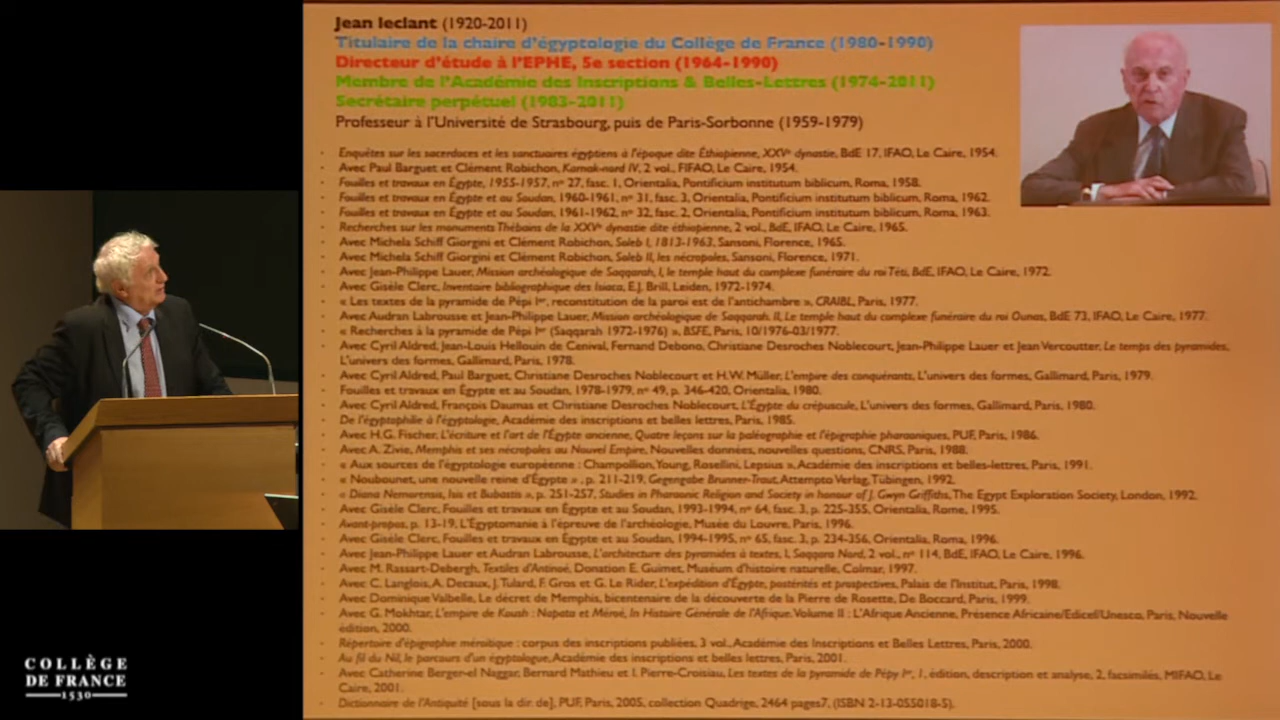 Jean leclant (1920-2011)
Titulaire de la chaire d'égyptologie du Collège de France (1980-1990)
Directeur d'étude à l'EPHE, 5e section (1964-1990)
Membre de l'Académie des Inscriptions & Belles-Lettres (1974-2011)
Secrétaire perpétuel (1983-2011)
Professeur à l'Université de Strasbourg, puis de Paris-Sorbonne (1959-1979)
• Enquêtes sur les sacerdoces et les sanctuaires égyptiens à l'époque dite Éthiopienne, XXVe dynastie, BdE 17, IFAO, Le Caire, 1954.
• Avec Paul Barguet et Clément Robichon, Karnak-nord IV, 2 vol., FIFAO, Le Caire, 1954.
• Fouilles et travaux en Égypte, 1955-1957, n° 27, fasc. 1, Orientalia, Pontificium institutum biblicum, Roma, 1958.
• Fouilles et travaux en Égypte et au Soudan, 1960-1961, n° 31, fasc. 3, Orientalia, Pontificium institutum biblicum, Roma, 1962.
• Fouilles et travaux en Égypte et au Soudan, 1961-1962, n° 32, fasc. 2, Orientalia, Pontificium institutum biblicum, Roma, 1963.
• Recherches sur les monuments Thébains de la XXVe dynastie dite éthiopienne, 2 vol., BdE, IFAO, Le Caire, 1965.
• Avec Michela Schiff Giorgini et Clément Robichon, Soleb I, 1813-1963, Sansoni, Florence, 1965.
• Avec Michela Schiff Giorgini et Clément Robichon, Soleb II, les nécropoles, Sansoni, Florence, 1971.
• Avec Jean-Philippe Lauer, Mission archéologique de Saqqarah, I, le temple haut du complexe funéraire du roi Téti, BdE, IFAO, Le Caire, 1972.
• Avec Gisèle Clerc, Inventaire bibliographique des Isiaca, E.J. Brill, Leiden, 1972-1974.
• « Les textes de la pyramide de Pépi Ier, reconstitution de la paroi est de l'antichambre », CRAIBL, Paris, 1977.
• Avec Audran Labrousse et Jean-Philippe Lauer, Mission archéologique de Saqqarah. II, Le temple haut du complexe funéraire du roi Ounas, BdE 73, IFAO, Le Caire, 1977.
• « Recherches à la pyramide de Pépi Ier (Saqqarah 1972-1976) », BSFE, Paris, 10/1976-03/1977.
• Avec Cyril Aldred, Jean-Louis Hellouin de Cenival, Fernand Debono, Christiane Desroches Noblecourt, Jean-Philippe Lauer et Jean Vercoutter, Le temps des pyramides,
L'univers des formes, Gallimard, Paris, 1978.
• Avec Cyril Aldred, Paul Barguet, Christiane Desroches Noblecourt et H.W. Müller, L'empire des conquérants, L'univers des formes, Gallimard, Paris, 1979.
• Fouilles et travaux en Égypte et au Soudan, 1978-1979, n° 49, p. 346-420, Orientalia, 1980.
• Avec Cyril Aldred, François Daumas et Christiane Desroches Noblecourt, L'Égypte du crépuscule, L'univers des formes, Gallimard, Paris, 1980.
• De l'égyptophilie à l'égyptologie, Académie des inscriptions et belles lettres, Paris, 1985.
• Avec H.G. Fischer, L'écriture et l'art de l'Égypte ancienne, Quatre leçons sur la paléographie et l'épigraphie pharaoniques, PUF, Paris, 1986.
• Avec A. Zivie, Memphis et ses nécropoles au Nouvel Empire, Nouvelles données, nouvelles questions, CNRS, Paris, 1988.
• « Aux sources de l'égyptologie européenne : Champollion, Young, Rosellini, Lepsius », Académie des inscriptions et belles-lettres, Paris, 1991.
• « Noubounet, une nouvelle reine d'Égypte » , p. 211-219, Gegengabe Brunner-Traut, Attempto Verlag, Tübingen, 1992.
• « Diana Nemorensis, Isis et Bubastis », p. 251-257, Studies in Pharaonic Religion and Society in honour of J. Gwyn Griffiths, The Egypt Exploration Society, London, 1992.
• Avec Gisèle Clerc, Fouilles et travaux en Égypte et au Soudan, 1993-1994, n° 64, fasc. 3, p. 225-355, Orientalia, Rome, 1995.
• Avant-propos, p. 13-19, L'Égyptomanie à l'épreuve de l'archéologie, Musée du Louvre, Paris, 1996.
• Avec Gisèle Clerc, Fouilles et travaux en Égypte et au Soudan, 1994-1995, n° 65, fasc. 3, p. 234-356, Orientalia, Roma, 1996.
• Avec Jean-Philippe Lauer et Audran Labrousse, L'architecture des pyramides à textes, I, Saqqara Nord, 2 vol., n° 114, BdE, IFAO, Le Caire, 1996.
• Avec M. Rassart-Debergh, Textiles d'Antinoé, Donation E. Guimet, Muséum d'histoire naturelle, Colmar, 1997.
• Avec C. Langlois, A. Decaux, J. Tulard, F. Gros et G. Le Rider, L'expédition d'Égypte, postérités et prospectives, Palais de l'Institut, Paris, 1998.
• Avec Dominique Valbelle, Le décret de Memphis, bicentenaire de la découverte de la Pierre de Rosette, De Boccard, Paris, 1999.
• Avec G. Mokhtar, L'empire de Koush : Napata et Méroé, In Histoire Générale de l'Afrique. Volume II : L'Afrique Ancienne, Présence Africaine/Edicef/Unesco, Paris, Nouvelle
édition, 2000.
• Répertoire d'épigraphie méroïtique : corpus des inscriptions publiées, 3 vol., Académie des Inscriptions et Belles Lettres, Paris, 2000.
• Au fil du Nil, le parcours d'un égyptologue, Académie des inscriptions et belles lettres, Paris, 2001.
• Avec Catherine Berger-el Naggar, Bernard Mathieu et I. Pierre-Croisiau, Les textes de la pyramide de Pépy Ier, 1, édition, description et analyse, 2, facsimilés, MIFAO, Le
Caire, 2001.
• Dictionnaire de l'Antiquité [sous la dir. de], PUF, Paris, 2005, collection Quadrige, 2464 pages7, (ISBN 2-13-055018-5).
COLLÈGE
DE FRANCE
1530